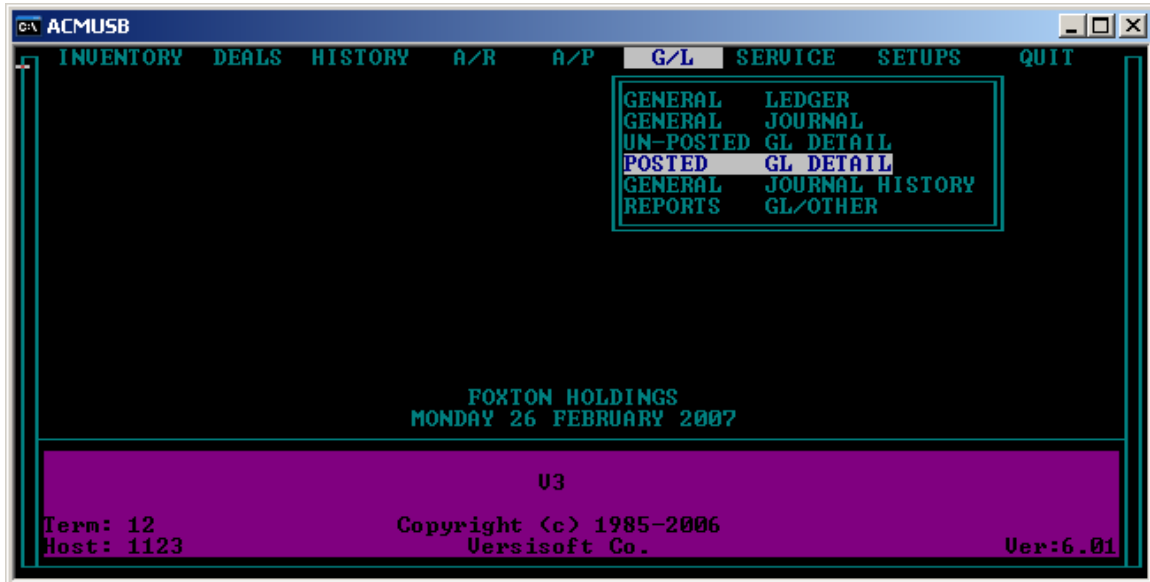 ACMUSB
INVENTORY DEALS HISTORY A/R A/P G/L SERVICE SETUPS QUIT
GENERAL LEDGER
GENERAL JOURNAL
UN-POSTED GL DETAIL
POSTED GL DETAIL
GENERAL JOURNAL HISTORY
REPORTS GL/OTHER
FOXTON HOLDINGS
MONDAY 26 FEBRUARY 2007
V3
Term: 12 Copyright (c) 1985-2006
Host: 1123 Versisoft Co. Ver:6.01